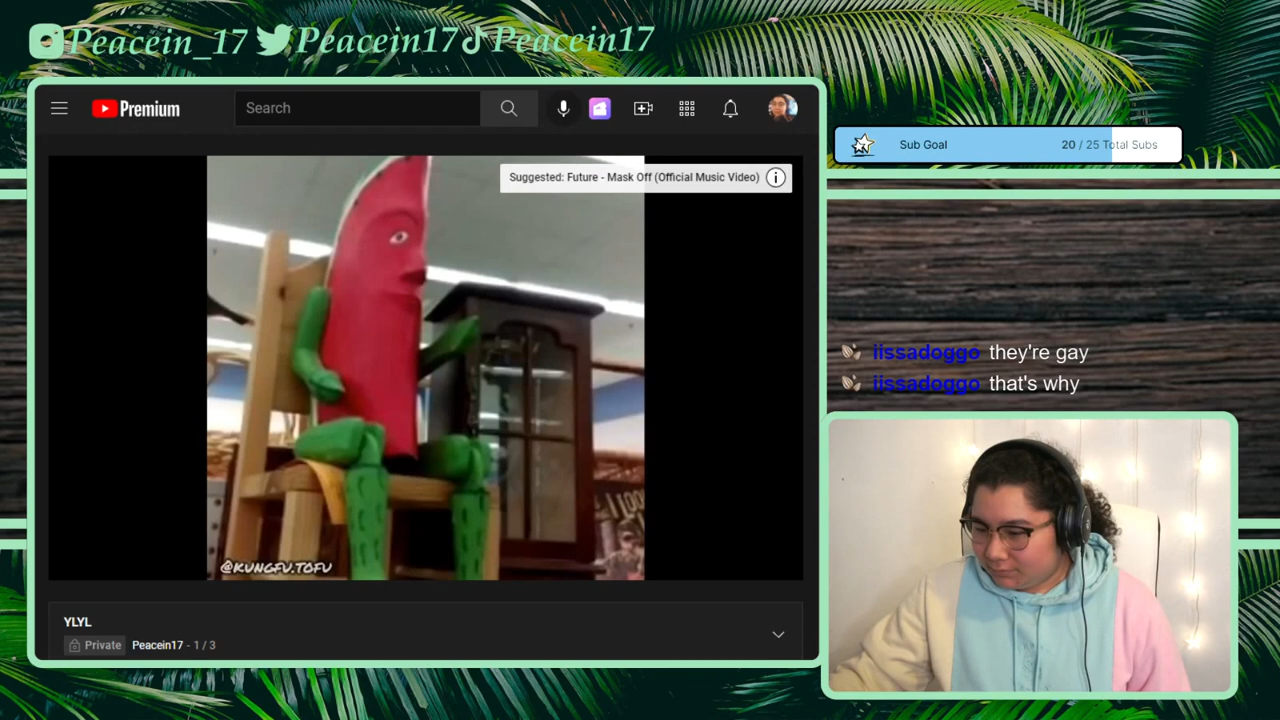 Peacein_17 Peacein17 Peacein17
Premium
Search
Sub Goal 20 / 25 Total Subs
Suggested: Future - Mask Off (Official Music Video)
iissadoggo they're gay
iissadoggo that's why
@KUNGFU.TOFU
YLYL
Private Peacein17 - 1 / 3